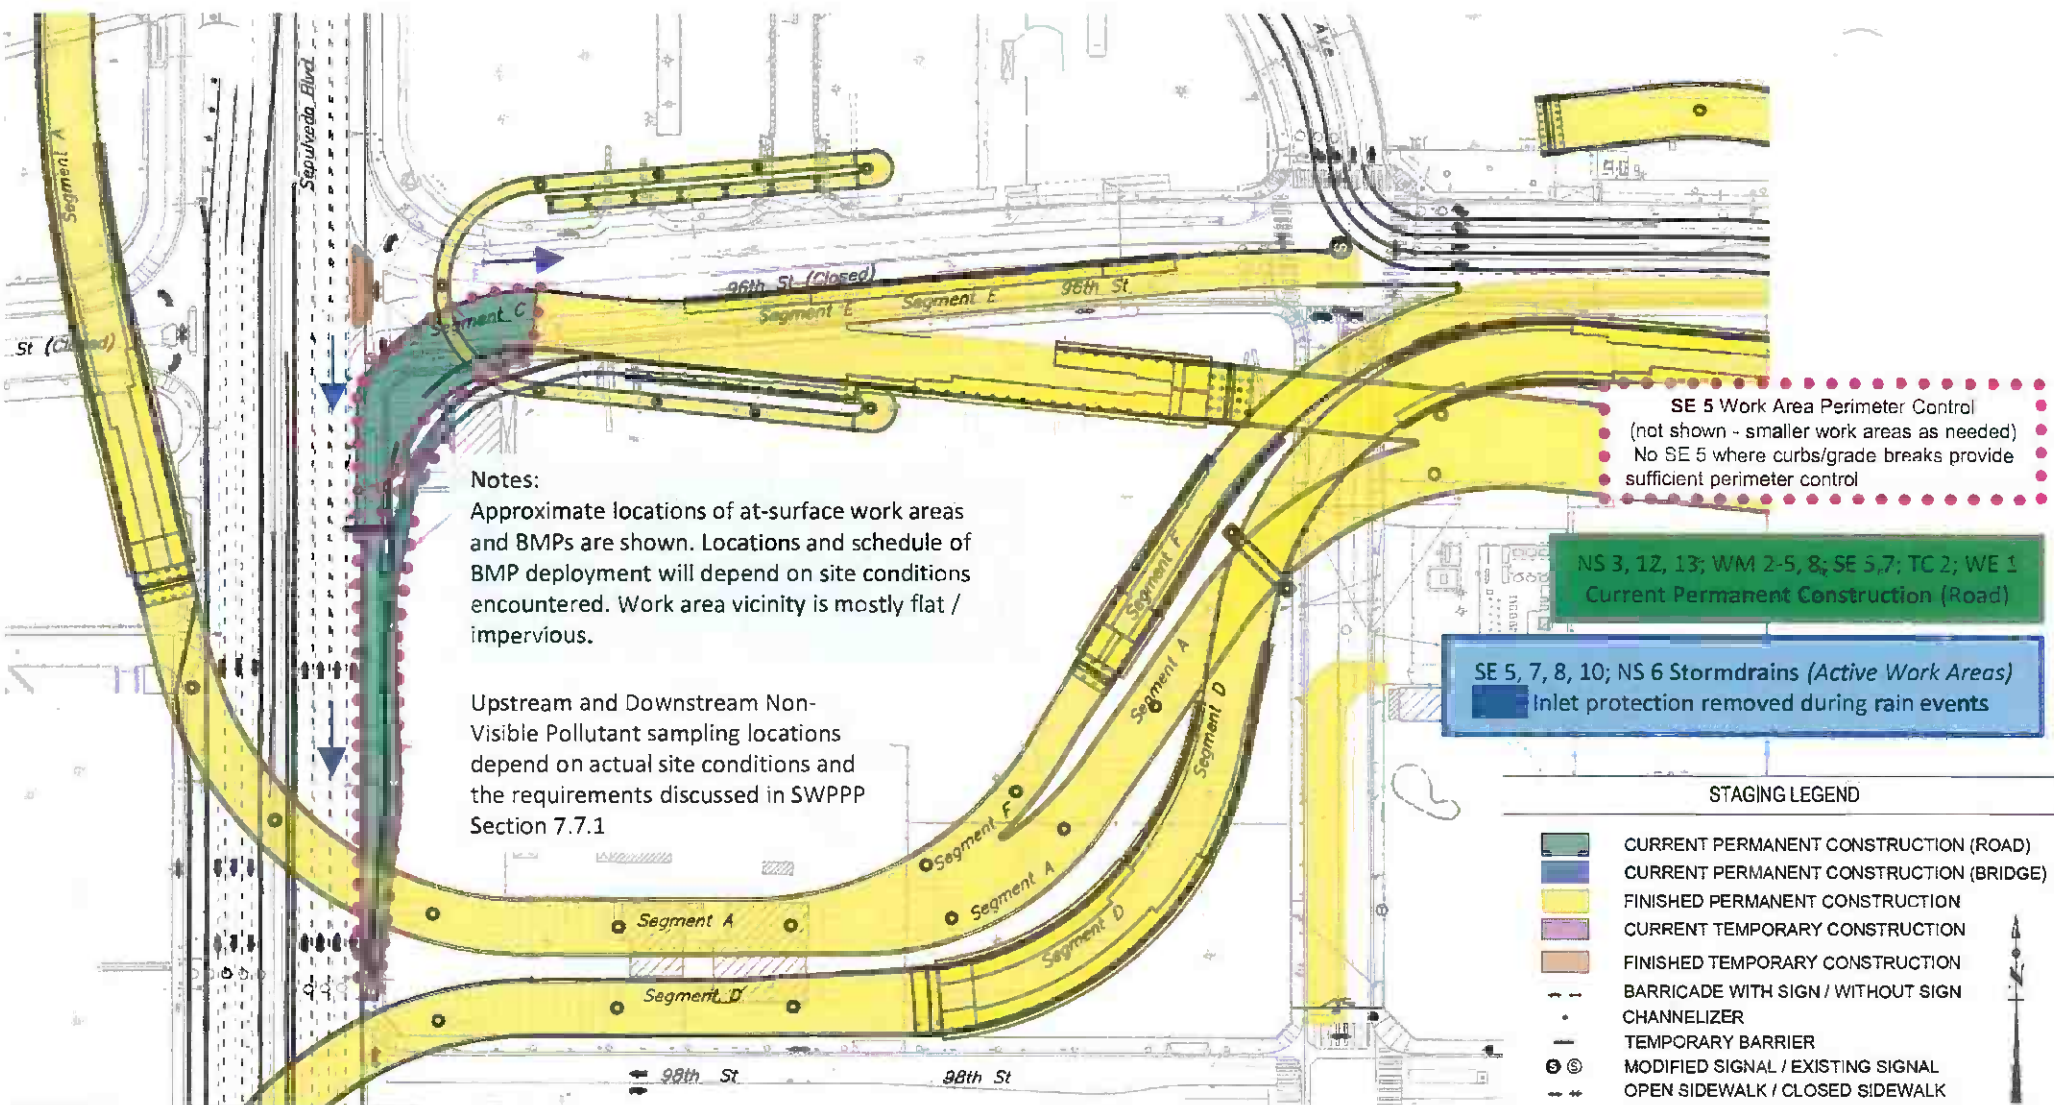 Ave
Sepulveda Blvd
Segment A
96th St (Closed)
96th St
Segment E
Segment E
Segment C
St (Closed)
SE 5 Work Area Perimeter Control
(not shown - smaller work areas as needed)
No SE 5 where curbs/grade breaks provide
sufficient perimeter control
Notes:
Approximate locations of at-surface work areas
and BMPs are shown. Locations and schedule of
BMP deployment will depend on site conditions
encountered. Work area vicinity is mostly flat /
impervious.
Upstream and Downstream Non-
Visible Pollutant sampling locations
depend on actual site conditions and
the requirements discussed in SWPPP
Section 7.7.1
NS 3, 12, 13; WM 2-5, 8; SE 5,7; TC 2; WE 1
Current Permanent Construction (Road)
SE 5, 7, 8, 10; NS 6 Stormdrains (Active Work Areas)
Inlet protection removed during rain events
Segment F
Segment A
Segment D
Segment F
Segment A
Segment D
Segment A
Segment D
98th St
98th St
STAGING LEGEND
CURRENT PERMANENT CONSTRUCTION (ROAD)
CURRENT PERMANENT CONSTRUCTION (BRIDGE)
FINISHED PERMANENT CONSTRUCTION
CURRENT TEMPORARY CONSTRUCTION
FINISHED TEMPORARY CONSTRUCTION
BARRICADE WITH SIGN / WITHOUT SIGN
CHANNELIZER
TEMPORARY BARRIER
S S MODIFIED SIGNAL / EXISTING SIGNAL
OPEN SIDEWALK / CLOSED SIDEWALK